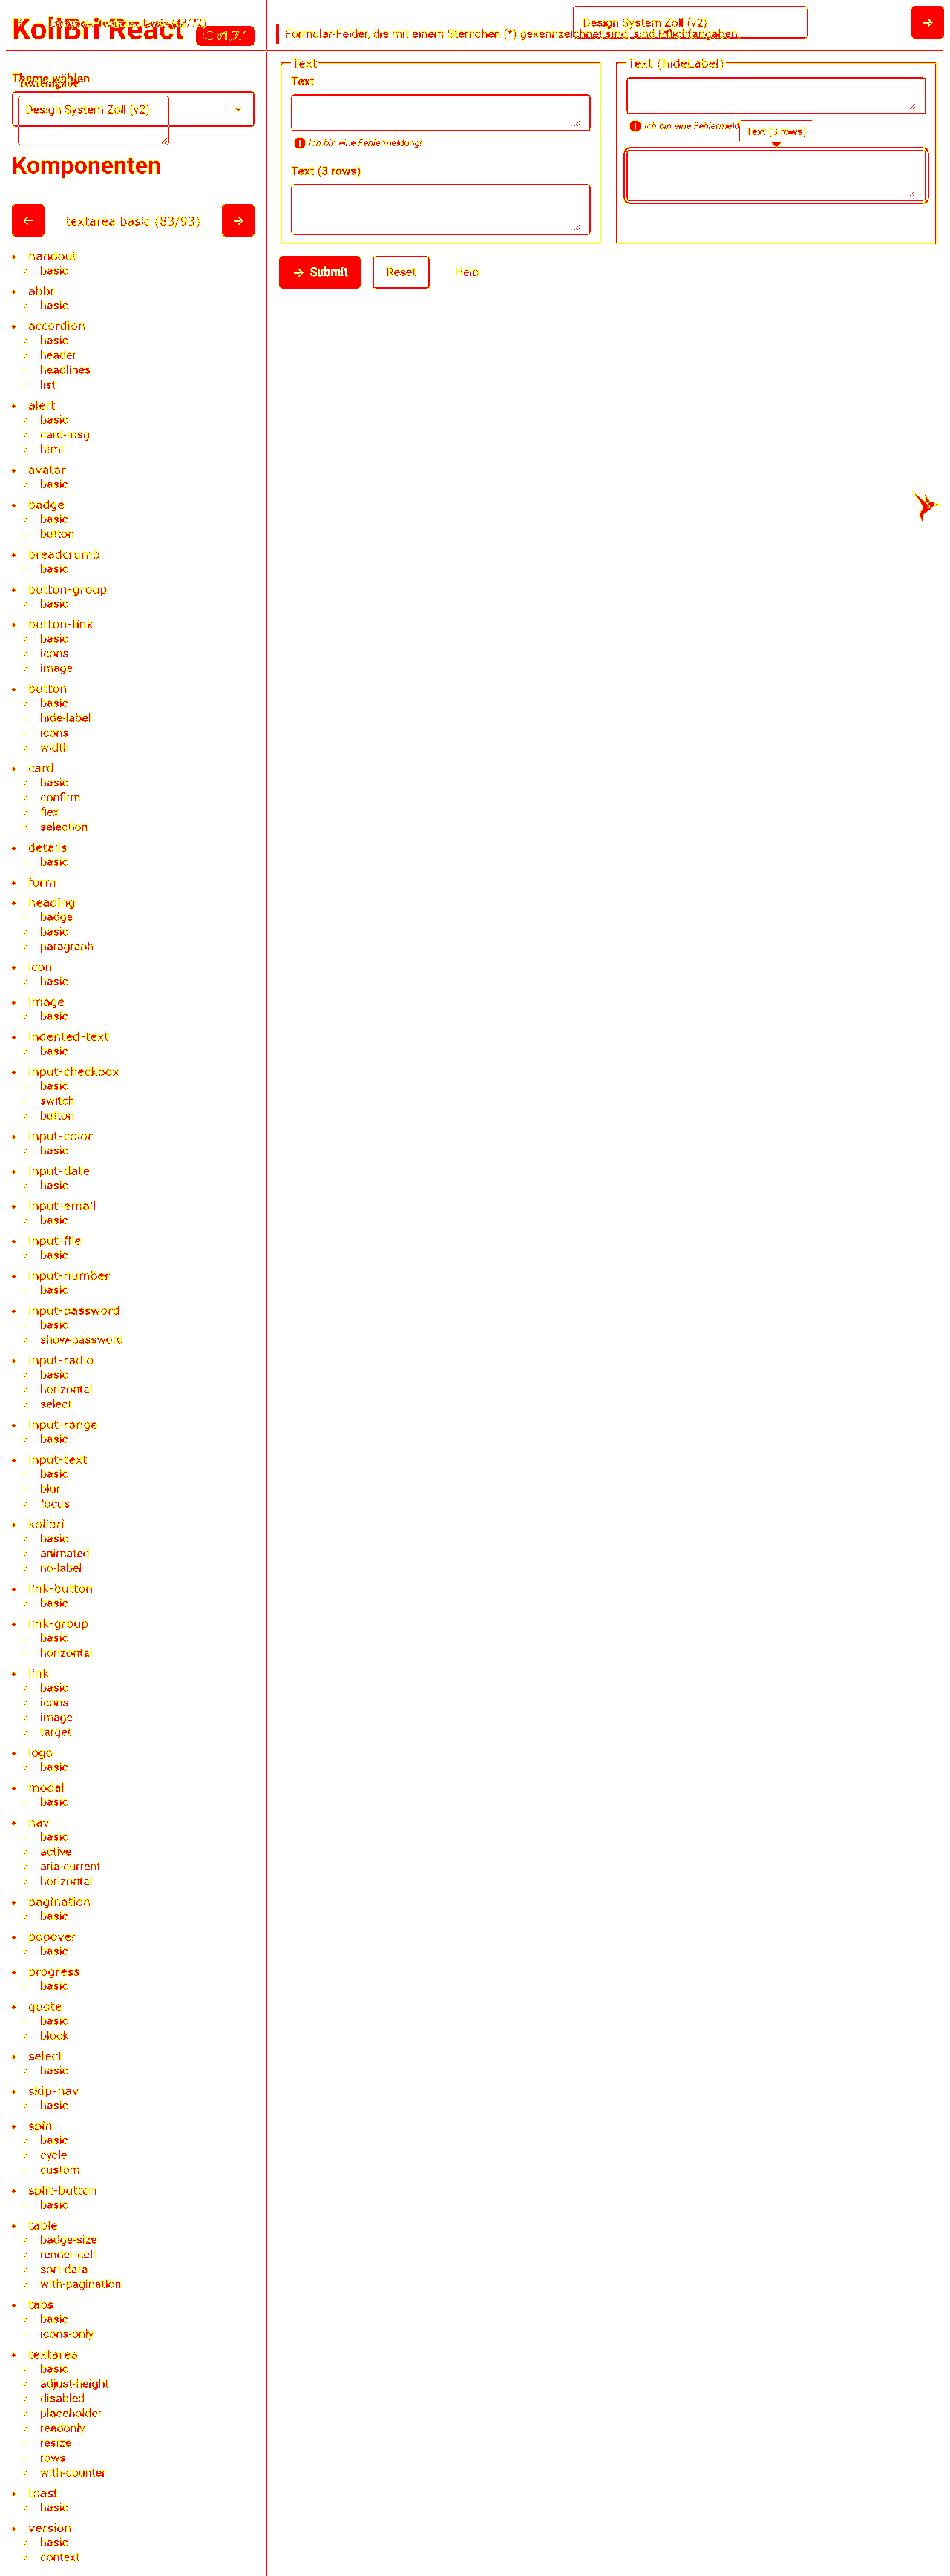 KoliBri React
v1.7.1
Design System Zoll (v2)
Formular-Felder, die mit einem Sternchen (*) gekennzeichnet sind, sind Pflichtangaben.
Theme wählen
Design System Zoll (v2)
Komponenten
textarea basic (83/93)
Text
Text
Ich bin eine Fehlermeldung!
Text (3 rows)
Text (hideLabel)
Ich bin eine Fehlermeld
Text (3 rows)
Submit
Reset
Help
handout
basic
abbr
basic
accordion
basic
header
headlines
list
alert
basic
card-msg
html
avatar
basic
badge
basic
button
breadcrumb
basic
button-group
basic
button-link
basic
icons
image
button
basic
hide-label
icons
width
card
basic
confirm
flex
selection
details
basic
form
heading
badge
basic
paragraph
icon
basic
image
basic
indented-text
basic
input-checkbox
basic
switch
button
input-color
basic
input-date
basic
input-email
basic
input-file
basic
input-number
basic
input-password
basic
show-password
input-radio
basic
horizontal
select
input-range
basic
input-text
basic
blur
focus
kolibri
basic
animated
no-label
link-button
basic
link-group
basic
horizontal
link
basic
icons
image
target
logo
basic
modal
basic
nav
basic
active
aria-current
horizontal
pagination
basic
popover
basic
progress
basic
quote
basic
block
select
basic
skip-nav
basic
spin
basic
cycle
custom
split-button
basic
table
badge-size
render-cell
sort-data
with-pagination
tabs
basic
icons-only
textarea
basic
adjust-height
disabled
placeholder
readonly
resize
rows
with-counter
toast
basic
version
basic
context